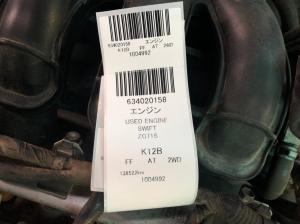 634020158 エンジン
K12B FF AT 2WD
1004992
634020158
エンジン
USED ENGINE
SWIFT
ZC71S
K12B
FF AT 2WD
138522km
1004992